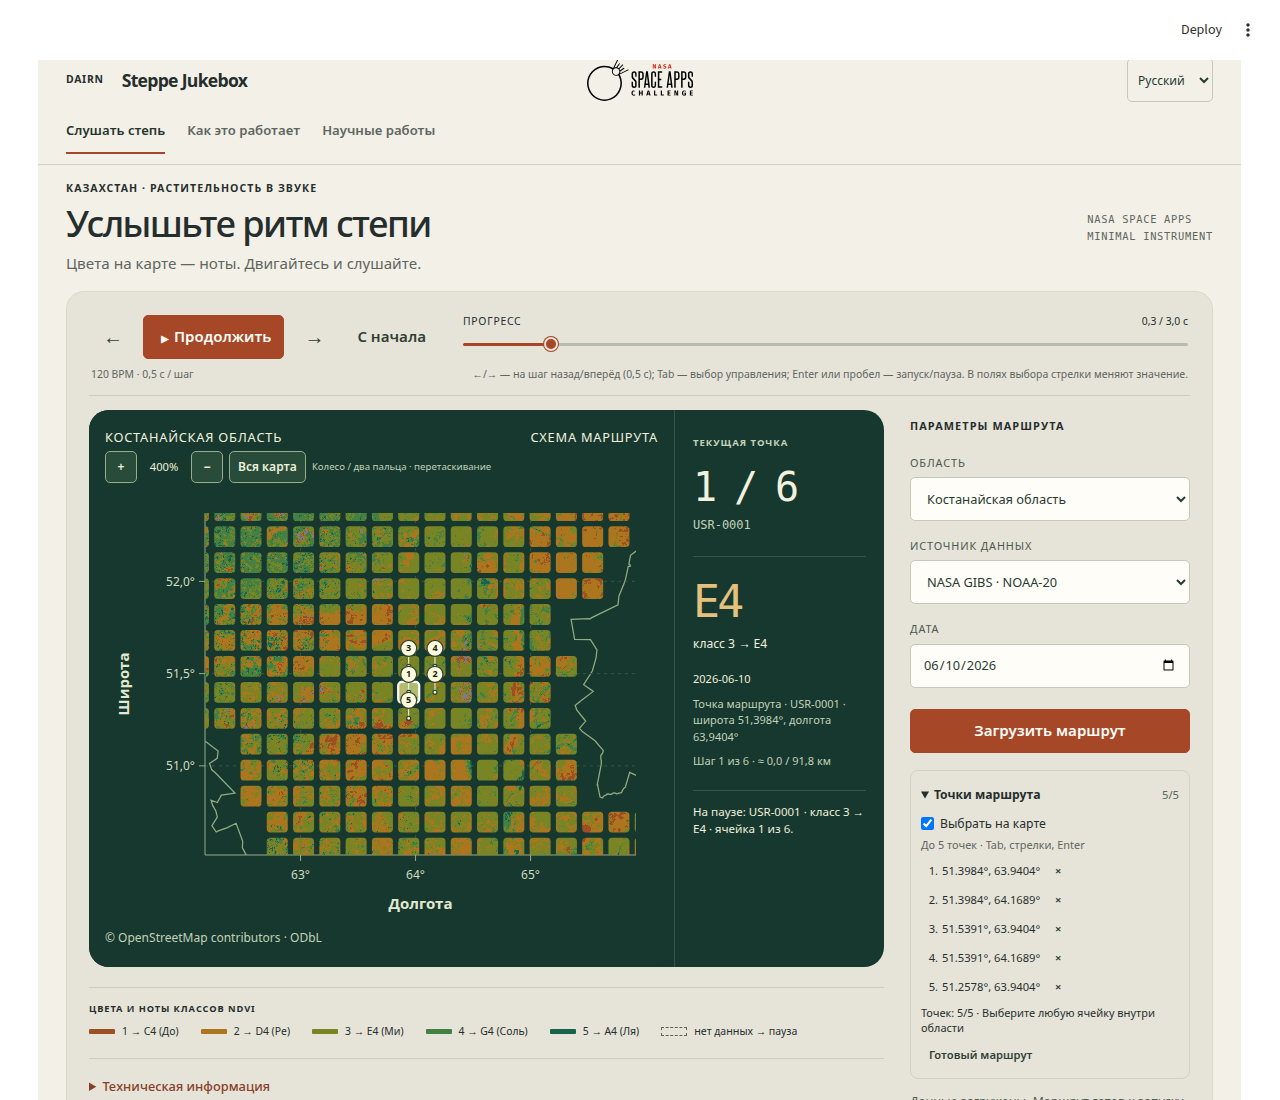 Deploy
DAIRN Steppe Jukebox
NASA
SPACE APPS
CHALLENGE
Русский
Слушать степь Как это работает Научные работы
КАЗАХСТАН · РАСТИТЕЛЬНОСТЬ В ЗВУКЕ
Услышьте ритм степи
Цвета на карте — ноты. Двигайтесь и слушайте.
NASA SPACE APPS
MINIMAL INSTRUMENT
← ▶ Продолжить → С начала
ПРОГРЕСС 0,3 / 3,0 с
120 BPM · 0,5 с / шаг
←/→ — на шаг назад/вперёд (0,5 с); Tab — выбор управления; Enter или пробел — запуск/пауза. В полях выбора стрелки меняют значение.
КОСТАНАЙСКАЯ ОБЛАСТЬ СХЕМА МАРШРУТА
+ 400% − Вся карта Колесо / два пальца · перетаскивание
52,0°
51,5°
51,0°
Широта
3 4
1 2
5
63° 64° 65°
Долгота
© OpenStreetMap contributors · ODbL
ТЕКУЩАЯ ТОЧКА
1 / 6
USR-0001
E4
класс 3 → E4
2026-06-10
Точка маршрута · USR-0001 ·
широта 51,3984°, долгота
63,9404°
Шаг 1 из 6 · ≈ 0,0 / 91,8 км
На паузе: USR-0001 · класс 3 →
E4 · ячейка 1 из 6.
ПАРАМЕТРЫ МАРШРУТА
ОБЛАСТЬ
Костанайская область
ИСТОЧНИК ДАННЫХ
NASA GIBS · NOAA-20
ДАТА
06/10/2026
Загрузить маршрут
▼ Точки маршрута 5/5
Выбрать на карте
До 5 точек · Tab, стрелки, Enter
1. 51.3984°, 63.9404° ×
2. 51.3984°, 64.1689° ×
3. 51.5391°, 63.9404° ×
4. 51.5391°, 64.1689° ×
5. 51.2578°, 63.9404° ×
Точек: 5/5 · Выберите любую ячейку внутри
области
Готовый маршрут
ЦВЕТА И НОТЫ КЛАССОВ NDVI
1 → C4 (До) 2 → D4 (Ре) 3 → E4 (Ми) 4 → G4 (Соль) 5 → A4 (Ля) нет данных → пауза
▶ Техническая информация